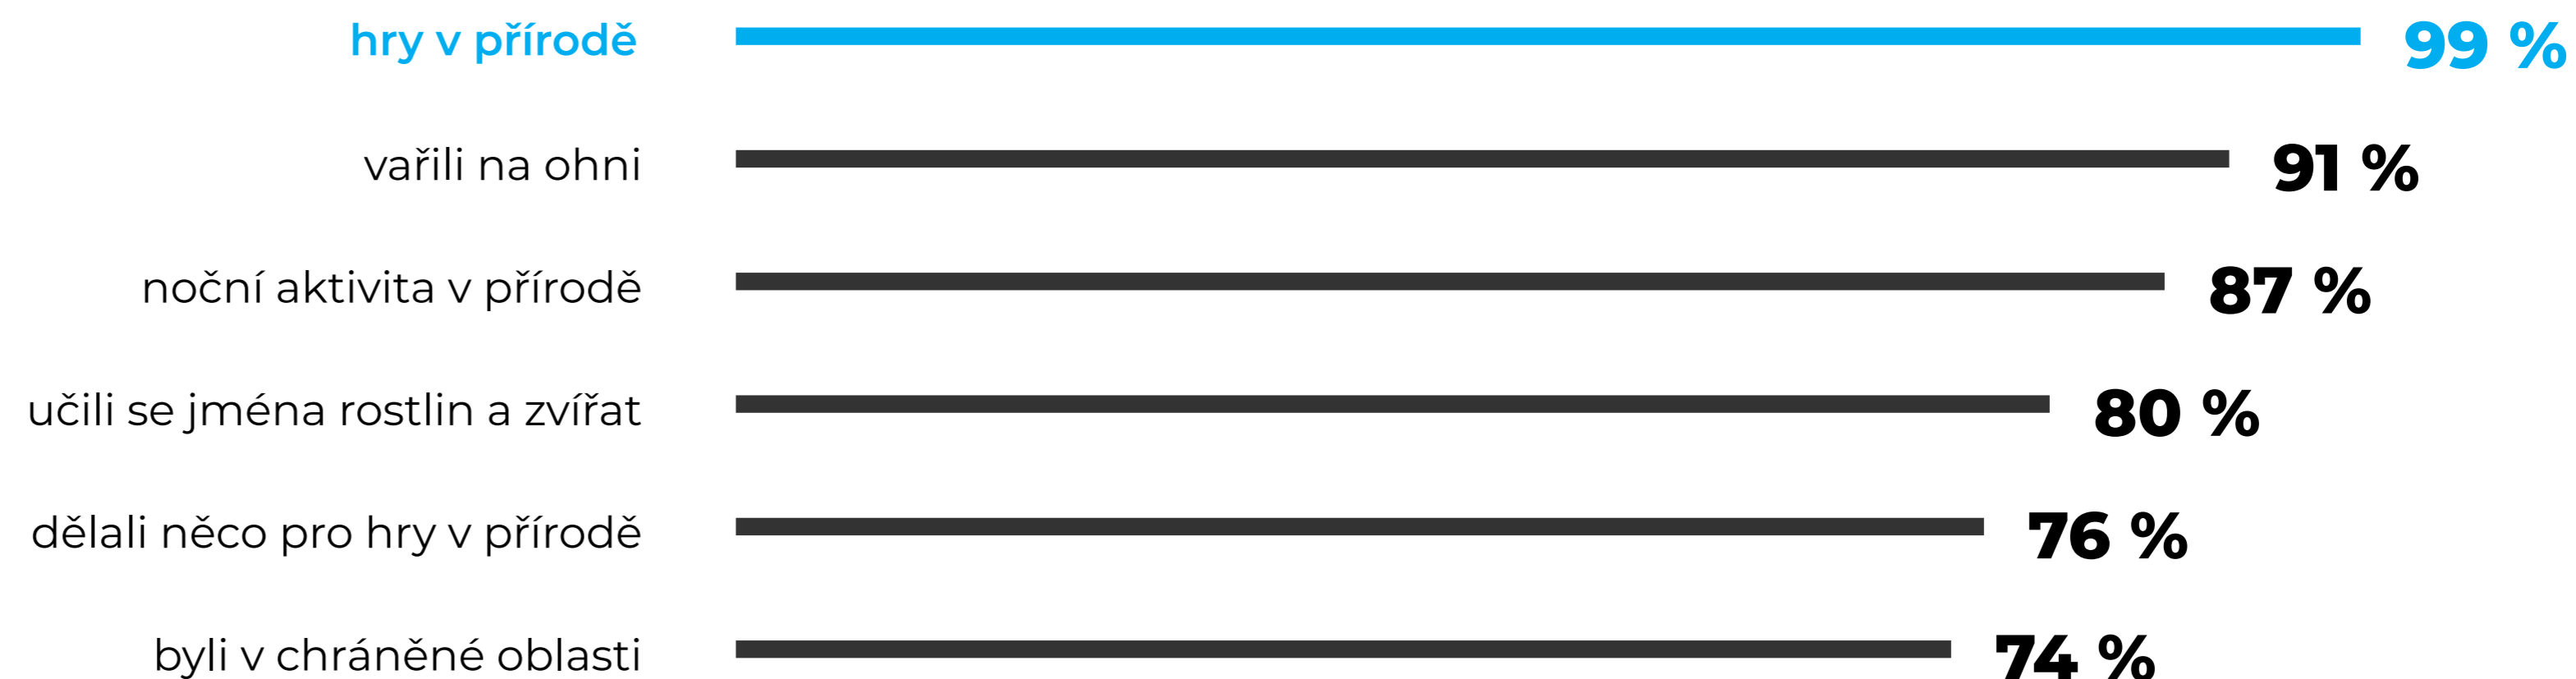 hry v přírodě 99 %
vařili na ohni 91 %
noční aktivita v přírodě 87 %
učili se jména rostlin a zvířat 80 %
dělali něco pro hry v přírodě 76 %
byli v chráněné oblasti 74 %